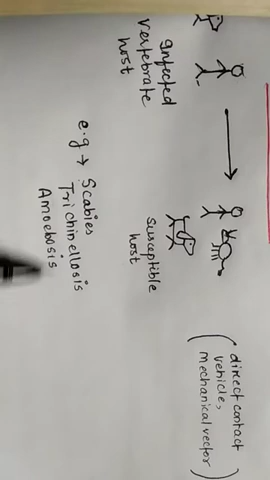 Infected
vertebrate
host
Susceptible
host
(direct contact
vehicle,
mechanical vector)
e.g → Scabies
Trichinellosis
Amoebosis